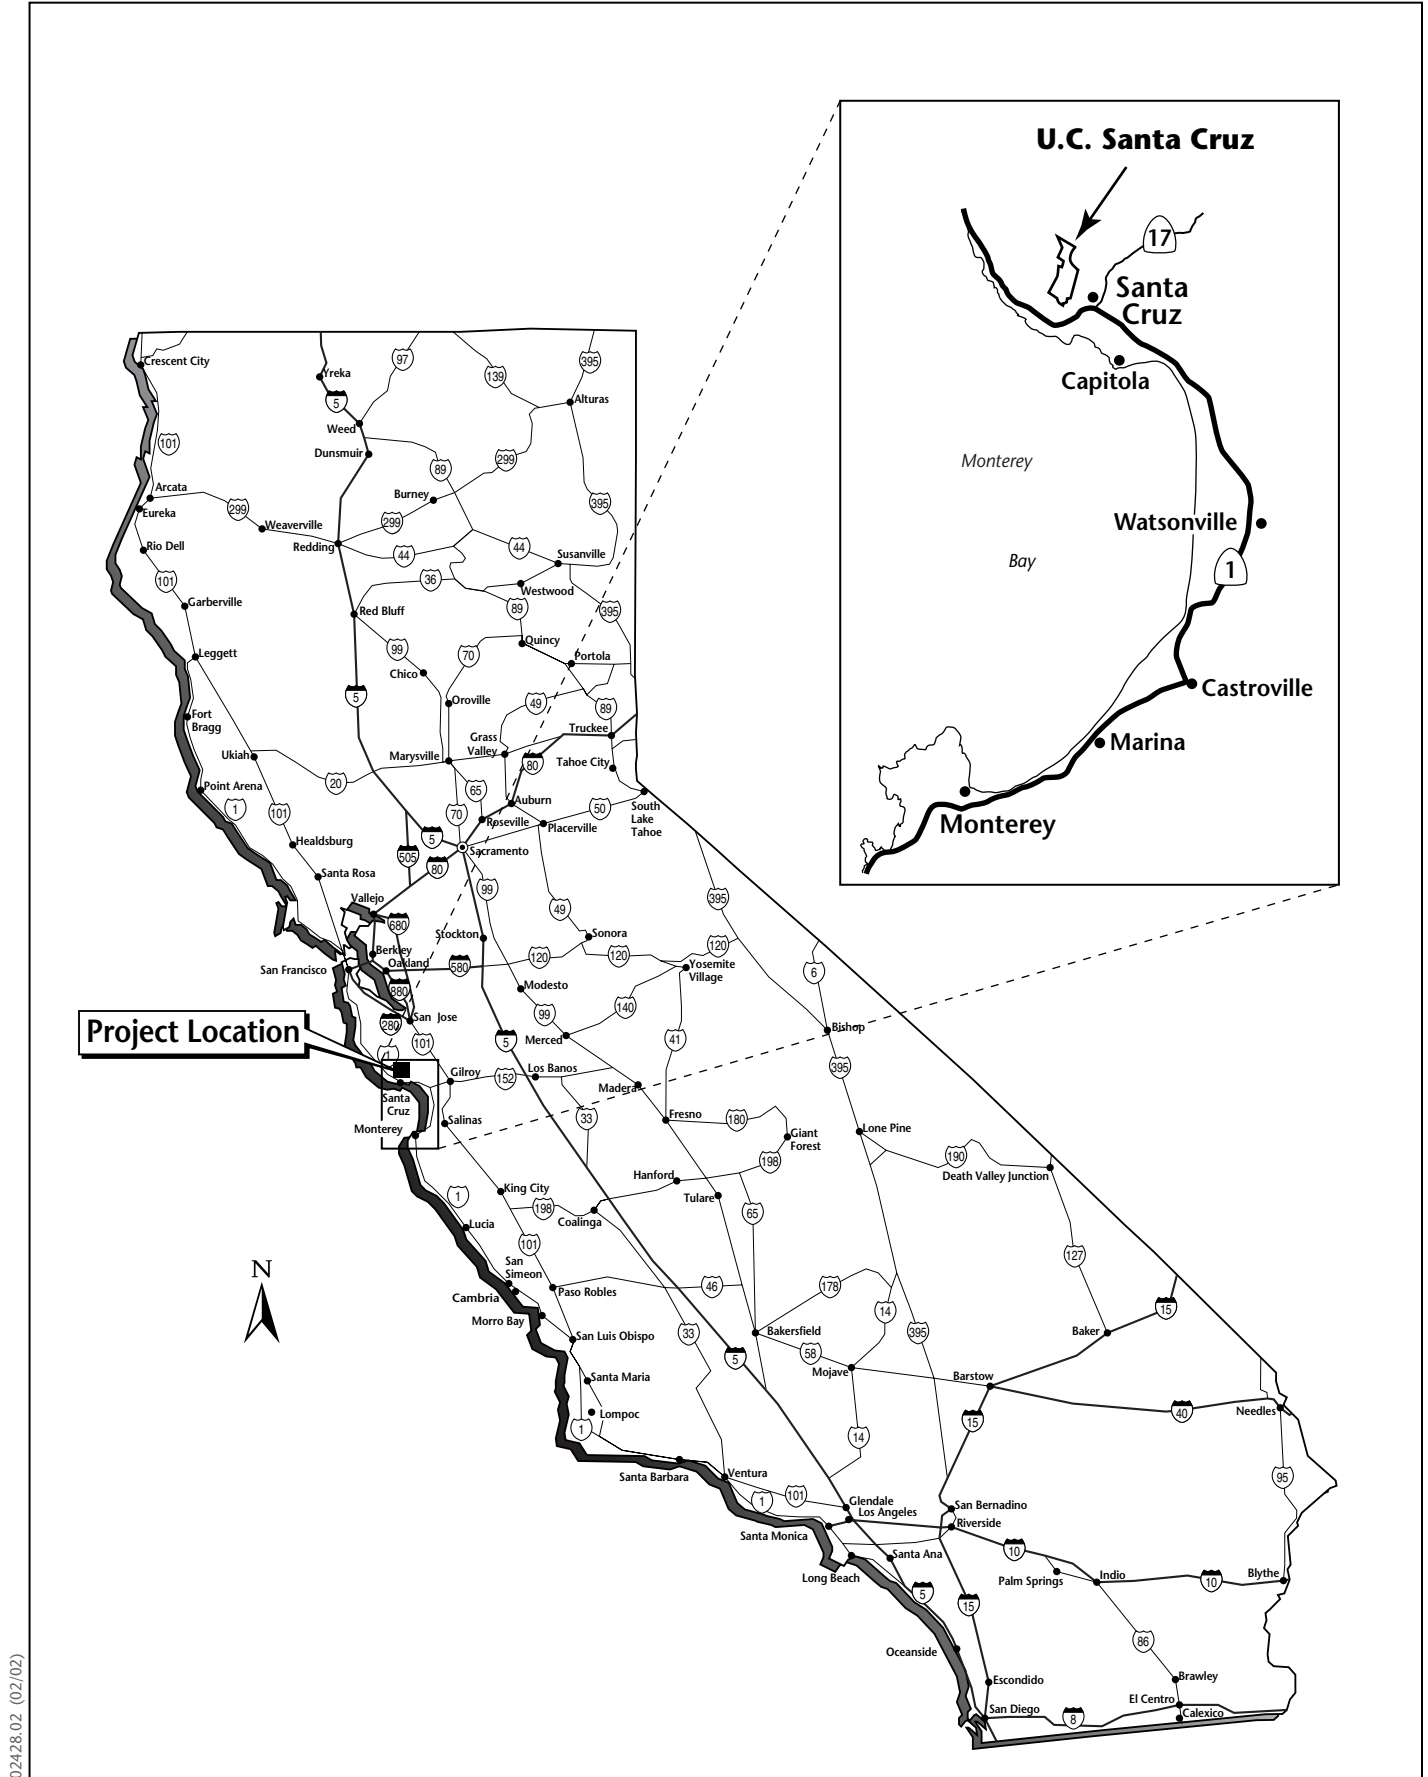 U.C. Santa Cruz
17
Santa
Cruz
Capitola
Monterey
Bay
Watsonville
1
Castroville
Marina
Monterey
Crescent City
Yreka
97
139
395
5
Alturas
Weed
101
Dunsmuir
89
299
Arcata
Burney
395
Eureka
299
Weaverville
299
Redding
44
44
Susanville
Rio Dell
101
36
Westwood
Garberville
Red Bluff
89
395
99
Quincy
Leggett
70
Portola
Chico
5
Oroville
49
89
Fort
Bragg
Grass
Valley
Truckee
Ukiah
Marysville
80
Tahoe City
20
Point Arena
65
1
101
70
Auburn
50
South
Lake
Tahoe
Roseville
Placerville
5
Healdsburg
505
80
Sacramento
Santa Rosa
99
395
Vallejo
49
680
Stockton
Sonora
120
120
120
Berkley
580
Oakland
San Francisco
Yosemite
Village
6
880
Modesto
280
San Jose
99
140
Project Location
101
5
Merced
41
Bishop
1
Gilroy
152
Los Banos
395
Madera
Santa
Cruz
Salinas
33
Fresno
180
Giant
Forest
Lone Pine
Monterey
198
190
Death Valley Junction
1
King City
Hanford
Tulare
198
Coalinga
65
Lucia
101
127
N
San
Simeon
Cambria
Paso Robles
46
178
14
15
Morro Bay
San Luis Obispo
33
Bakersfield
395
Baker
5
58
Mojave
Barstow
Santa Maria
Lompoc
1
15
40
Needles
14
Santa Barbara
Ventura
95
1
101
Glendale
Los Angeles
San Bernadino
Riverside
Santa Monica
10
Santa Ana
Long Beach
Palm Springs
Indio
10
Blythe
5
15
86
Oceanside
Escondido
Brawley
El Centro
San Diego
8
Calexico
02428.02 (02/02)